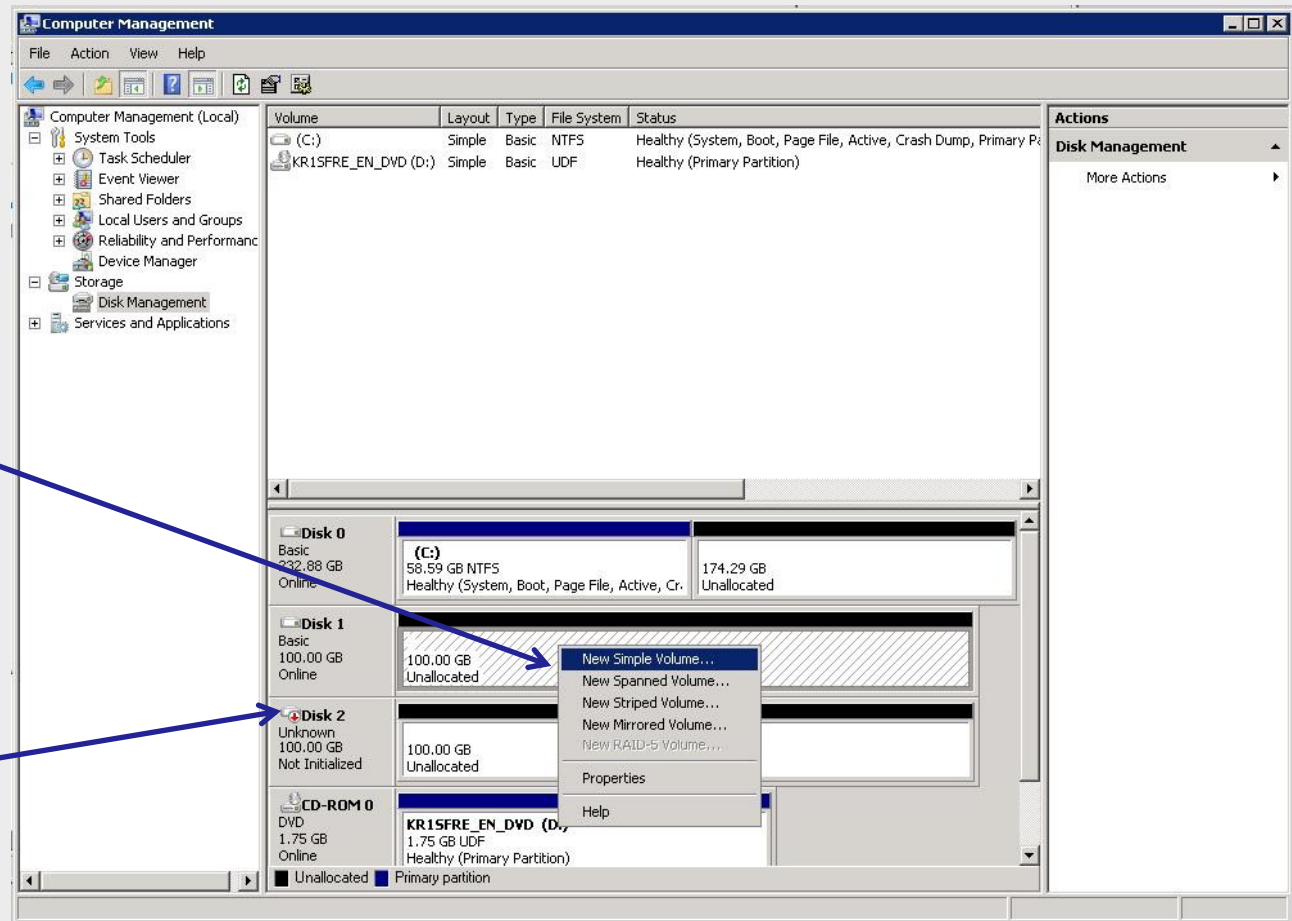 Computer Management
File Action View Help
Computer Management (Local)
System Tools
Task Scheduler
Event Viewer
Shared Folders
Local Users and Groups
Reliability and Performanc
Device Manager
Storage
Disk Management
Services and Applications
Volume Layout Type File System Status
(C:) Simple Basic NTFS Healthy (System, Boot, Page File, Active, Crash Dump, Primary Pa
KR1SFRE_EN_DVD (D:) Simple Basic UDF Healthy (Primary Partition)
Disk 0
Basic
232.88 GB
Online
(C:)
58.59 GB NTFS
Healthy (System, Boot, Page File, Active, Cr
174.29 GB
Unallocated
Disk 1
Basic
100.00 GB
Online
100.00 GB
Unallocated
New Simple Volume...
New Spanned Volume...
New Striped Volume...
New Mirrored Volume...
New RAID-5 Volume...
Properties
Help
Disk 2
Unknown
100.00 GB
Not Initialized
100.00 GB
Unallocated
CD-ROM 0
DVD
1.75 GB
Online
KR1SFRE_EN_DVD (D:)
1.75 GB UDF
Healthy (Primary Partition)
Unallocated Primary partition
Actions
Disk Management
More Actions